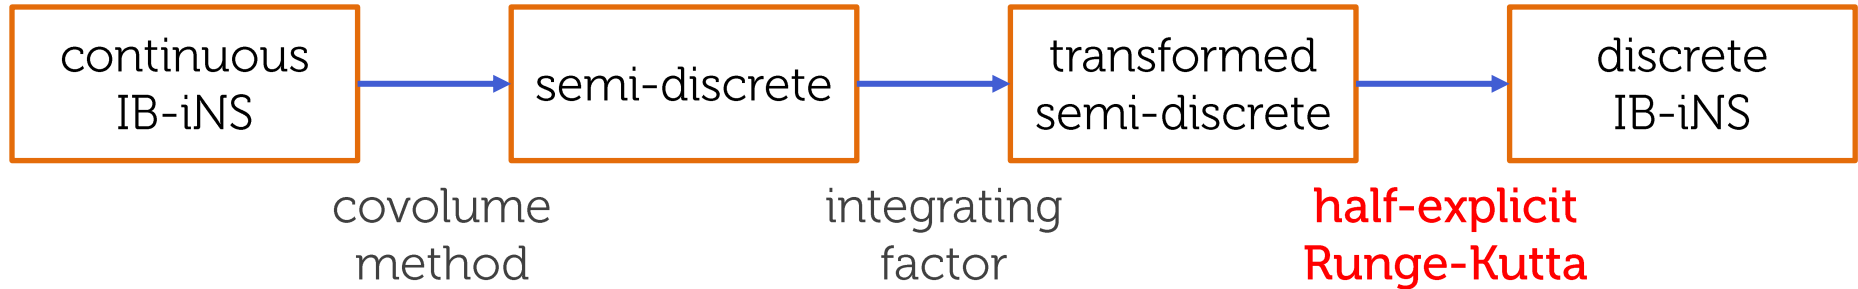 continuous
IB-iNS
semi-discrete
transformed
semi-discrete
discrete
IB-iNS
covolume
method
integrating
factor
half-explicit
Runge-Kutta